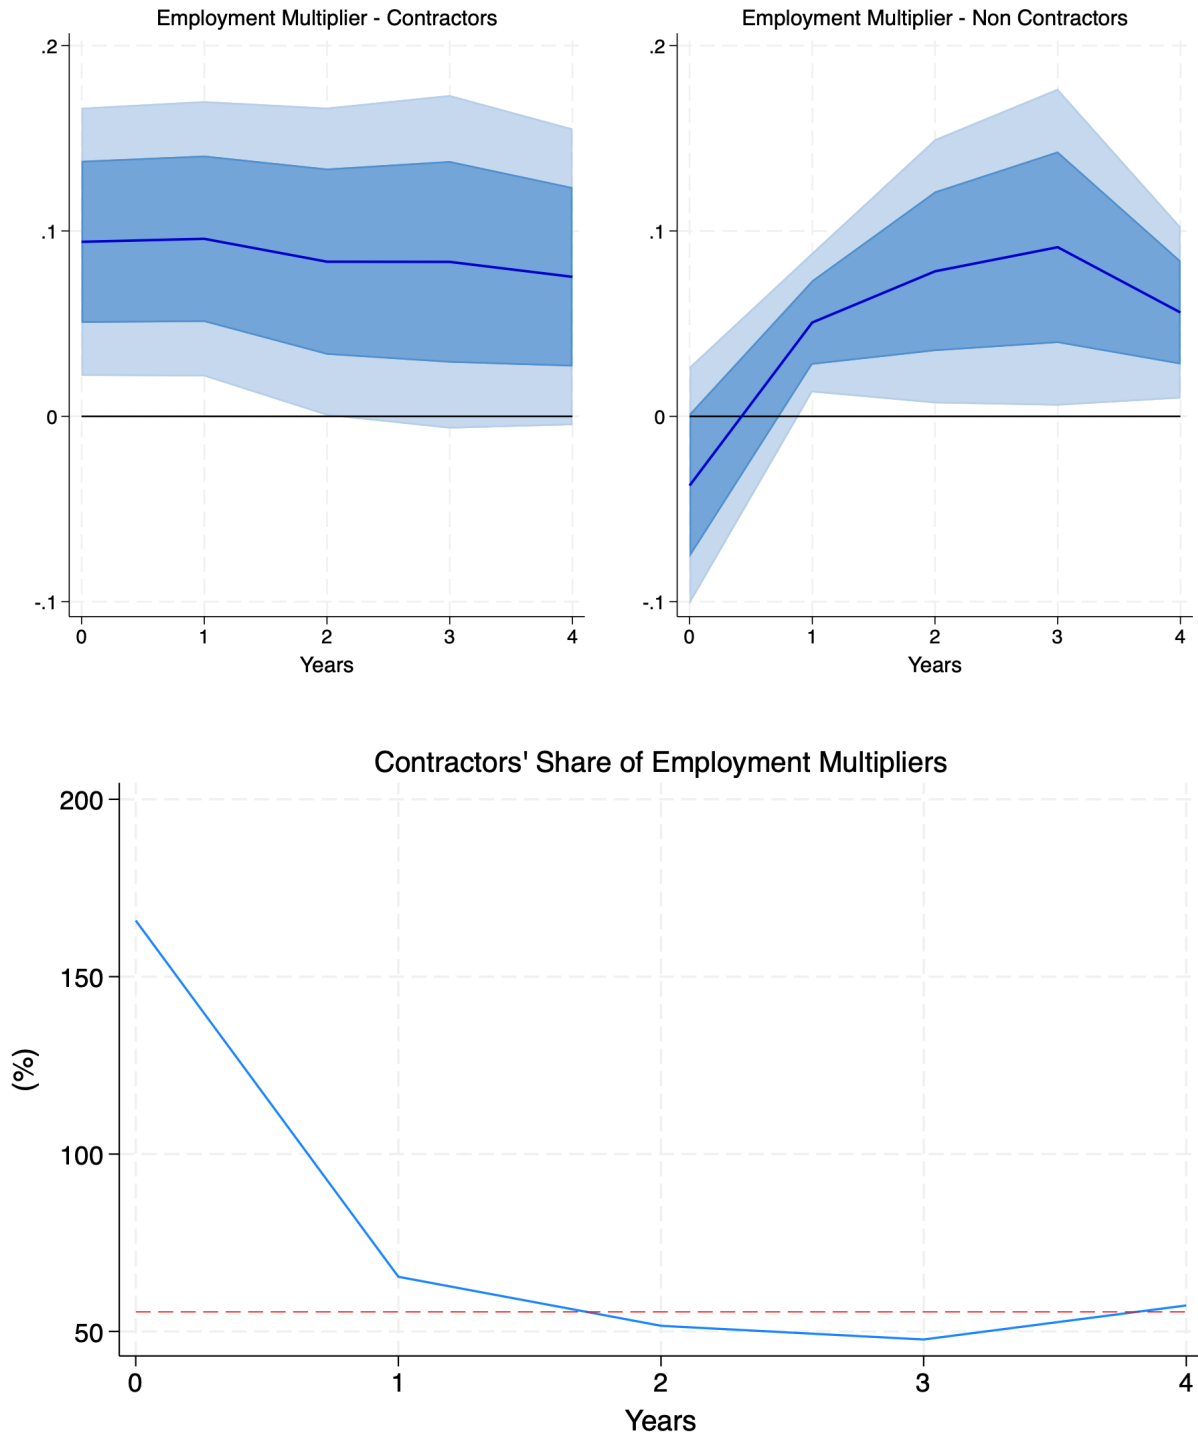 Employment Multiplier - Contractors
.2
.1
0
-.1
0 1 2 3 4
Years
Employment Multiplier - Non Contractors
.2
.1
0
-.1
0 1 2 3 4
Years
Contractors' Share of Employment Multipliers
(%)
200
150
100
50
0 1 2 3 4
Years